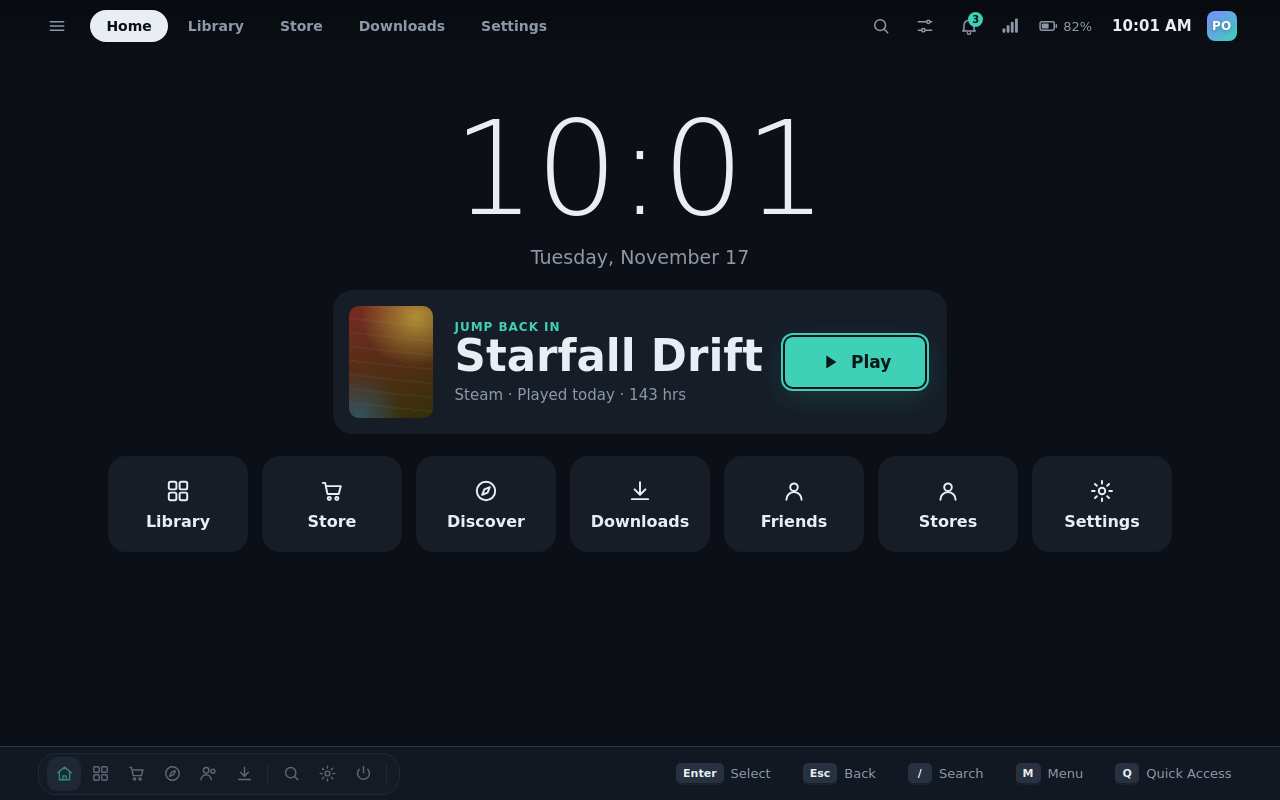 Home Library Store Downloads Settings 3 82% 10:01 AM PO
10:01
Tuesday, November 17
JUMP BACK IN
Starfall Drift
Steam · Played today · 143 hrs
Play
Library Store Discover Downloads Friends Stores Settings
Enter Select Esc Back / Search M Menu Q Quick Access